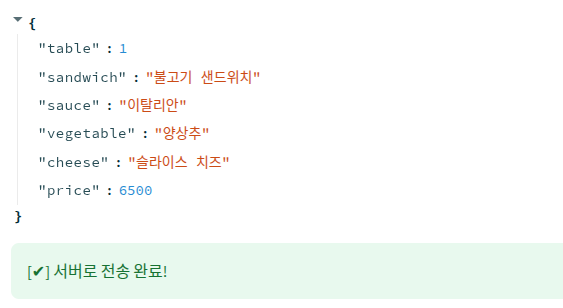 {
"table" : 1
"sandwich" : "불고기 샌드위치"
"sauce" : "이탈리안"
"vegetable" : "양상추"
"cheese" : "슬라이스 치즈"
"price" : 6500
}
[✔] 서버로 전송 완료!